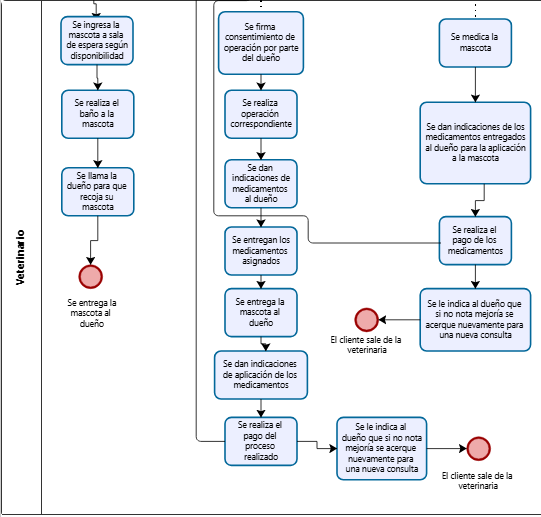 Veterinario
Se ingresa la
mascota a sala
de espera según
disponibilidad
Se realiza el
baño a la
mascota
Se llama la
dueño para que
recoja su
mascota
Se entrega la
mascota al
dueño
Se firma
consentimiento de
operación por parte
del dueño
Se realiza
operación
correspondiente
Se dan
indicaciones de
medicamentos
al dueño
Se entregan los
medicamentos
asignados
Se entrega la
mascota al
dueño
Se dan indicaciones
de aplicación de los
medicamentos
Se realiza el
pago del
proceso
realizado
Se le indica al
dueño que si no nota
mejoría se acerque
nuevamente para
una nueva consulta
El cliente sale de la
veterinaria
Se medica la
mascota
Se dan indicaciones de los
medicamentos entregados
al dueño para la aplicación
a la mascota
Se realiza el
pago de los
medicamentos
Se le indica al dueño que
si no nota mejoría se
acerque nuevamente para
una nueva consulta
El cliente sale de la
veterinaria